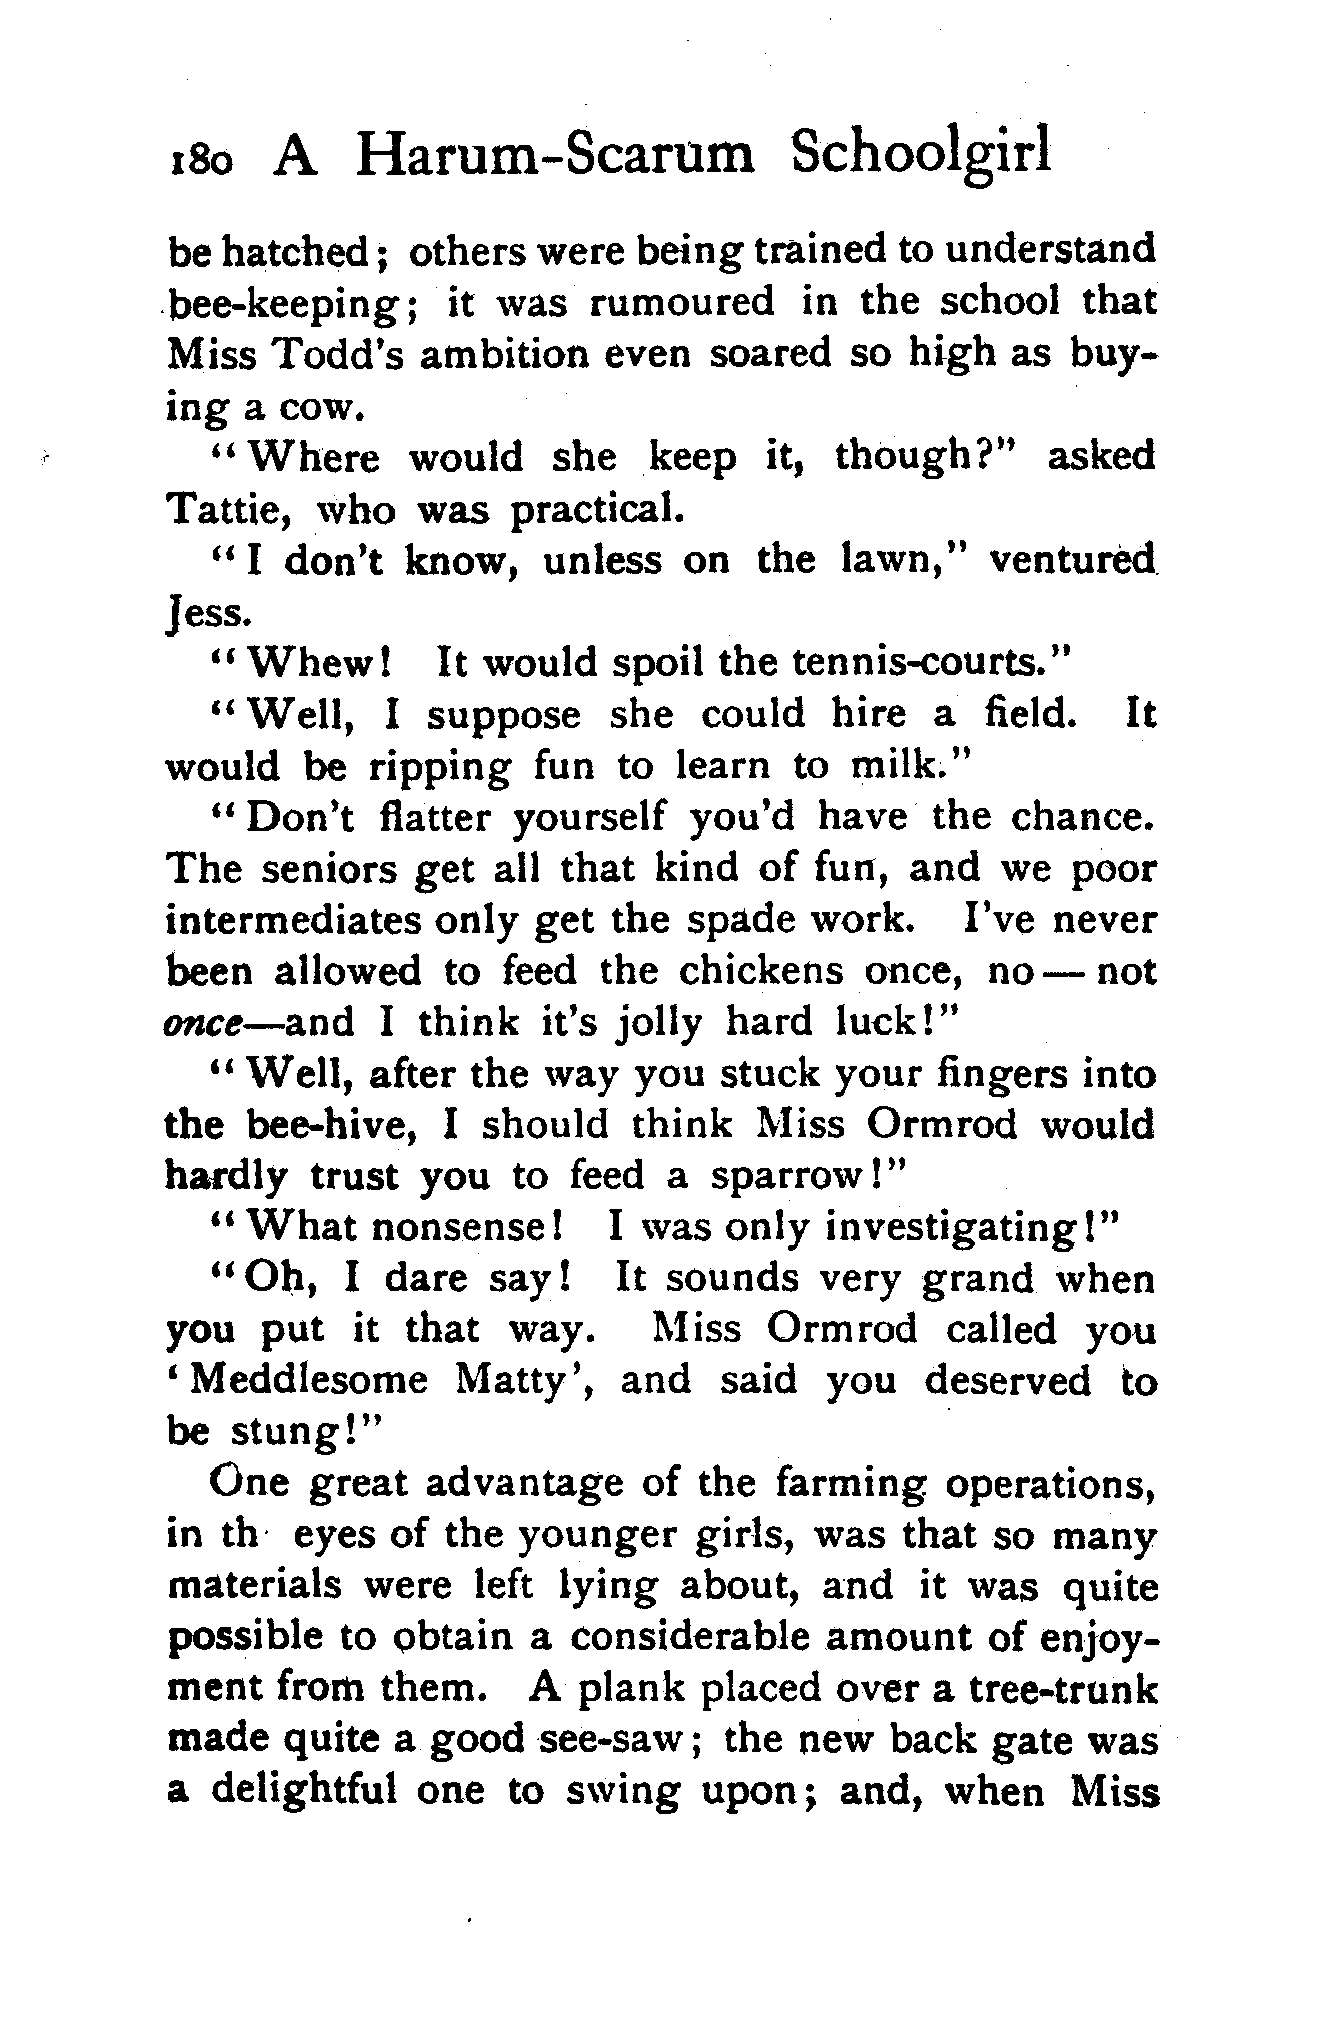 180 A Harum-Scarum Schoolgirl
be hatched; others were being trained to understand
bee-keeping; it was rumoured in the school that
Miss Todd's ambition even soared so high as buy-
ing a cow.
"Where would she keep it, though?" asked
Tattie, who was practical.
"I don't know, unless on the lawn," ventured
Jess.
"Whew! It would spoil the tennis-courts."
"Well, I suppose she could hire a field. It
would be ripping fun to learn to milk."
"Don't flatter yourself you'd have the chance.
The seniors get all that kind of fun, and we poor
intermediates only get the spade work. I've never
been allowed to feed the chickens once, no — not
once—and I think it's jolly hard luck!"
"Well, after the way you stuck your fingers into
the bee-hive, I should think Miss Ormrod would
hardly trust you to feed a sparrow!"
"What nonsense! I was only investigating!"
"Oh, I dare say! It sounds very grand when
you put it that way. Miss Ormrod called you
'Meddlesome Matty', and said you deserved to
be stung!"
One great advantage of the farming operations,
in th eyes of the younger girls, was that so many
materials were left lying about, and it was quite
possible to obtain a considerable amount of enjoy-
ment from them. A plank placed over a tree-trunk
made quite a good see-saw; the new back gate was
a delightful one to swing upon; and, when Miss